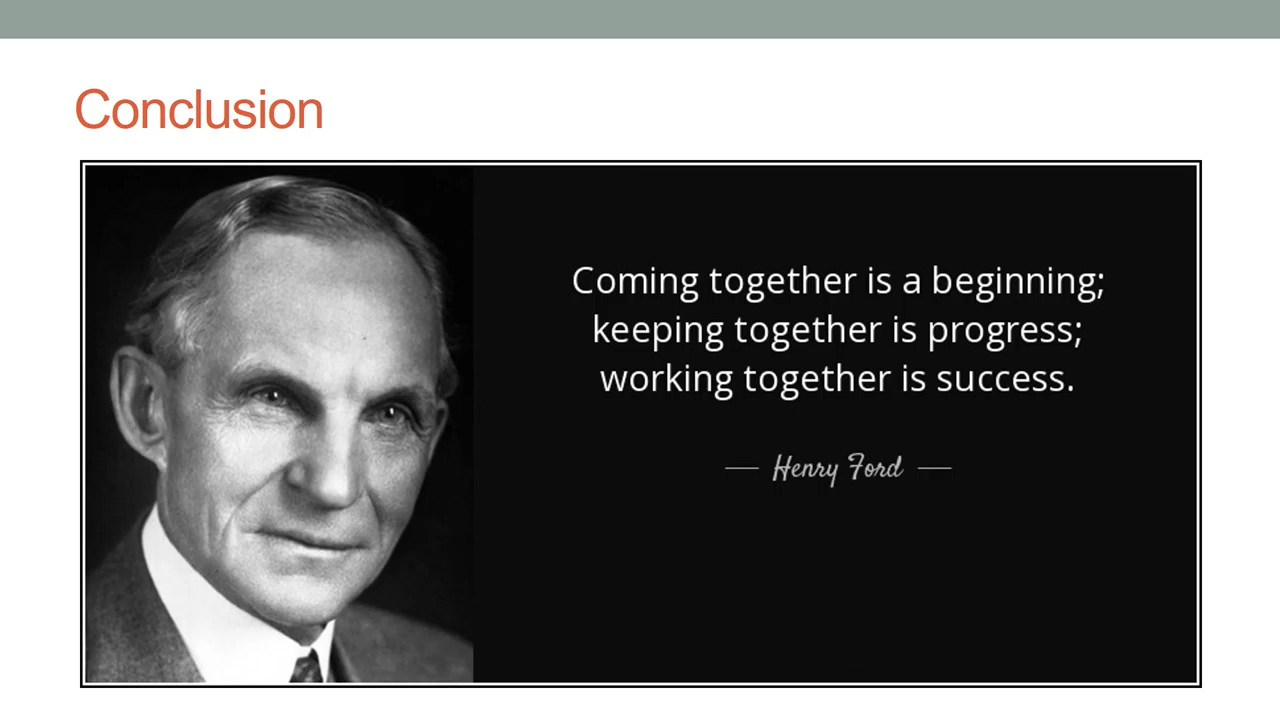 Conclusion
Coming together is a beginning;
keeping together is progress;
working together is success.
— Henry Ford —